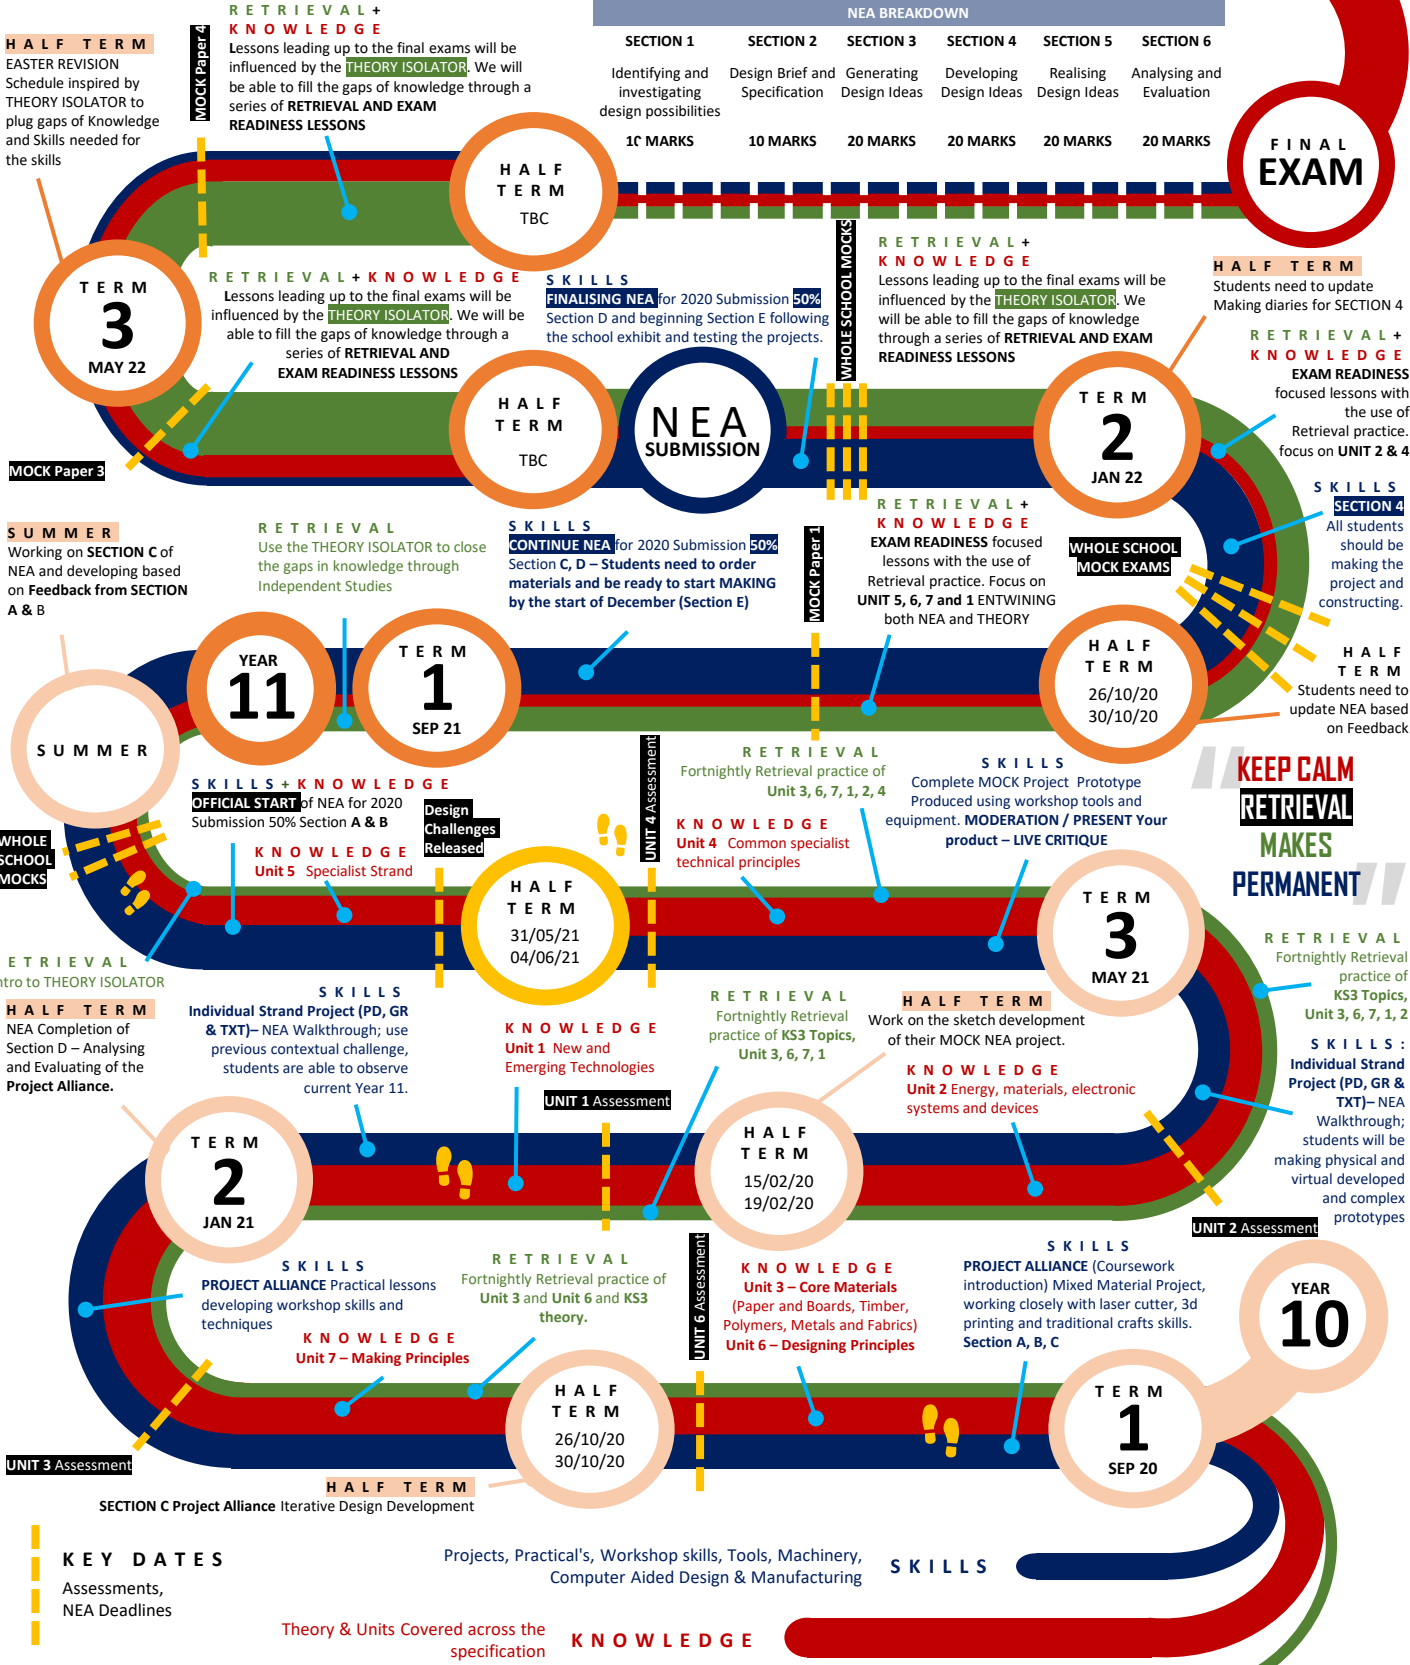 NEA BREAKDOWN
SECTION 1
Identifying and
investigating
design possibilities
10 MARKS
SECTION 2
Design Brief and
Specification
10 MARKS
SECTION 3
Generating
Design Ideas
20 MARKS
SECTION 4
Developing
Design Ideas
20 MARKS
SECTION 5
Realising
Design Ideas
20 MARKS
SECTION 6
Analysing and
Evaluation
20 MARKS
FINAL
EXAM
HALF TERM
EASTER REVISION
Schedule inspired by
THEORY ISOLATOR to
plug gaps of Knowledge
and Skills needed for
the skills
MOCK Paper 4
RETRIEVAL+
KNOWLEDGE
Lessons leading up to the final exams will be
influenced by the THEORY ISOLATOR. We will
be able to fill the gaps of knowledge through a
series of RETRIEVAL AND EXAM
READINESS LESSONS
HALF
TERM
TBC
TERM
3
MAY 22
RETRIEVAL+ KNOWLEDGE
Lessons leading up to the final exams will be
influenced by the THEORY ISOLATOR. We will be
able to fill the gaps of knowledge through a
series of RETRIEVAL AND
EXAM READINESS LESSONS
MOCK Paper 3
HALF
TERM
TBC
SKILLS
FINALISING NEA for 2020 Submission 50%
Section D and beginning Section E following
the school exhibit and testing the projects.
NEA
SUBMISSION
WHOLE SCHOOL MOCKS
RETRIEVAL+
KNOWLEDGE
Lessons leading up to the final exams will be
influenced by the THEORY ISOLATOR. We
will be able to fill the gaps of knowledge
through a series of RETRIEVAL AND EXAM
READINESS LESSONS
HALF TERM
Students need to update
Making diaries for SECTION 4
TERM
2
JAN 22
RETRIEVAL+
KNOWLEDGE
EXAM READINESS
focused lessons with
the use of
Retrieval practice.
focus on UNIT 2 & 4
SKILLS
SECTION 4
All students
should be
making the
project and
constructing.
WHOLE SCHOOL
MOCK EXAMS
HALF
TERM
Students need to
update NEA based
on Feedback
HALF
TERM
26/10/20
30/10/20
RETRIEVAL+
KNOWLEDGE
EXAM READINESS focused
lessons with the use of
Retrieval practice. Focus on
UNIT 5, 6, 7 and 1 ENTWINING
both NEA and THEORY
MOCK Paper 1
SKILLS
CONTINUE NEA for 2020 Submission 50%
Section C, D – Students need to order
materials and be ready to start MAKING
by the start of December (Section E)
RETRIEVAL
Use the THEORY ISOLATOR to close
the gaps in knowledge through
Independent Studies
SUMMER
Working on SECTION C of
NEA and developing based
on Feedback from SECTION
A & B
TERM
1
SEP 21
YEAR
11
SUMMER
WHOLE
SCHOOL
MOCKS
SKILLS+KNOWLEDGE
OFFICIAL START of NEA for 2020
Submission 50% Section A & B
KNOWLEDGE
Unit 5 Specialist Strand
Design
Challenges
Released
HALF
TERM
31/05/21
04/06/21
UNIT 4 Assessment
RETRIEVAL
Fortnightly Retrieval practice of
Unit 3, 6, 7, 1, 2, 4
KNOWLEDGE
Unit 4 Common specialist
technical principles
SKILLS
Complete MOCK Project Prototype
Produced using workshop tools and
equipment. MODERATION / PRESENT Your
product – LIVE CRITIQUE
"KEEP CALM
RETRIEVAL
MAKES
PERMANENT"
TERM
3
MAY 21
RETRIEVAL
Fortnightly Retrieval
practice of
KS3 Topics,
Unit 3, 6, 7, 1, 2
SKILLS:
Individual Strand
Project (PD, GR &
TXT)– NEA
Walkthrough;
students will be
making physical and
virtual developed
and complex
prototypes
UNIT 2 Assessment
ETRIEVAL
ntro to THEORY ISOLATOR
HALF TERM
NEA Completion of
Section D – Analysing
and Evaluating of the
Project Alliance.
SKILLS
Individual Strand Project (PD, GR
& TXT)– NEA Walkthrough; use
previous contextual challenge,
students are able to observe
current Year 11.
KNOWLEDGE
Unit 1 New and
Emerging Technologies
UNIT 1 Assessment
RETRIEVAL
Fortnightly Retrieval
practice of KS3 Topics,
Unit 3, 6, 7, 1
HALF TERM
Work on the sketch development
of their MOCK NEA project.
KNOWLEDGE
Unit 2 Energy, materials, electronic
systems and devices
HALF
TERM
15/02/20
19/02/20
TERM
2
JAN 21
SKILLS
PROJECT ALLIANCE Practical lessons
developing workshop skills and
techniques
KNOWLEDGE
Unit 7 – Making Principles
RETRIEVAL
Fortnightly Retrieval practice of
Unit 3 and Unit 6 and KS3
theory.
UNIT 6 Assessment
KNOWLEDGE
Unit 3 – Core Materials
(Paper and Boards, Timber,
Polymers, Metals and Fabrics)
Unit 6 – Designing Principles
SKILLS
PROJECT ALLIANCE (Coursework
introduction) Mixed Material Project,
working closely with laser cutter, 3d
printing and traditional crafts skills.
Section A, B, C
YEAR
10
TERM
1
SEP 20
HALF
TERM
26/10/20
30/10/20
UNIT 3 Assessment
HALF TERM
SECTION C Project Alliance Iterative Design Development
KEY DATES
Assessments,
NEA Deadlines
Projects, Practical's, Workshop skills, Tools, Machinery,
Computer Aided Design & Manufacturing
SKILLS
Theory & Units Covered across the
specification
KNOWLEDGE